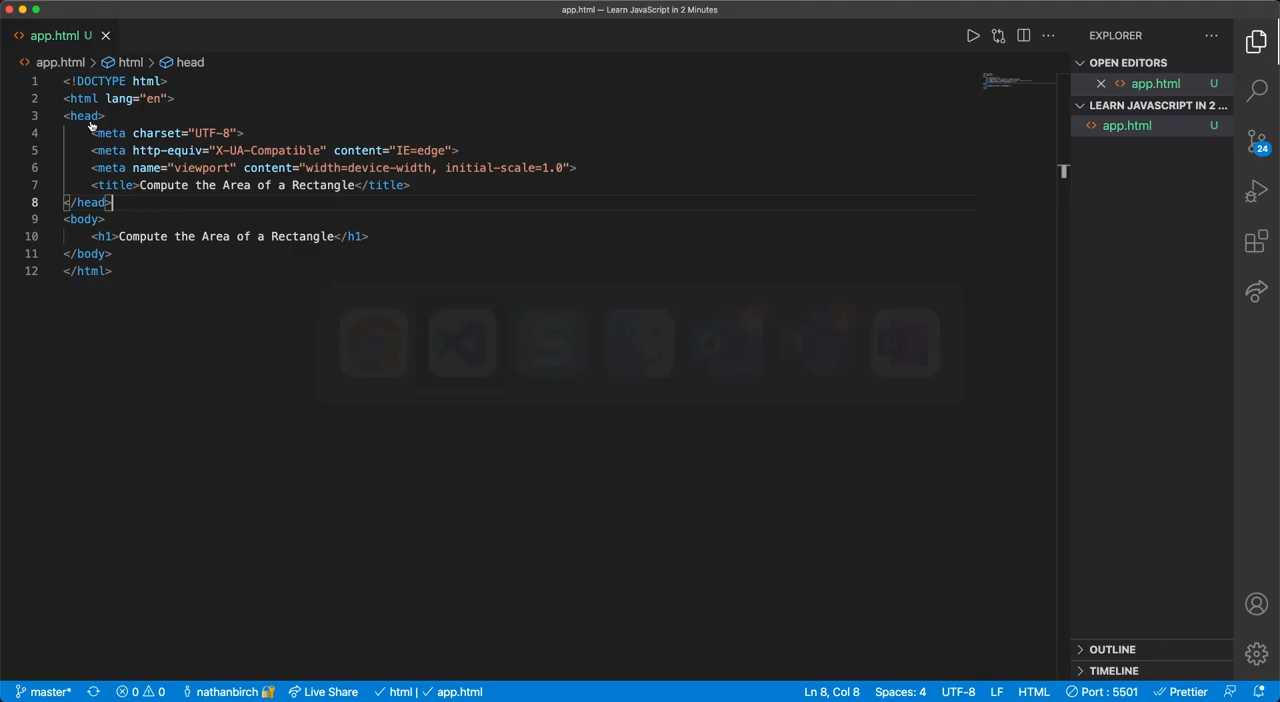 app.html — Learn JavaScript in 2 Minutes
app.html U
EXPLORER
app.html > html > head
OPEN EDITORS
app.html U
LEARN JAVASCRIPT IN 2 ...
app.html U
24
1 <!DOCTYPE html>
2 <html lang="en">
3 <head>
4 <meta charset="UTF-8">
5 <meta http-equiv="X-UA-Compatible" content="IE=edge">
6 <meta name="viewport" content="width=device-width, initial-scale=1.0">
7 <title>Compute the Area of a Rectangle</title>
8 </head>
9 <body>
10 <h1>Compute the Area of a Rectangle</h1>
11 </body>
12 </html>
OUTLINE
TIMELINE
master* 0 0 nathanbirch Live Share html | app.html Ln 8, Col 8 Spaces: 4 UTF-8 LF HTML Port : 5501 Prettier